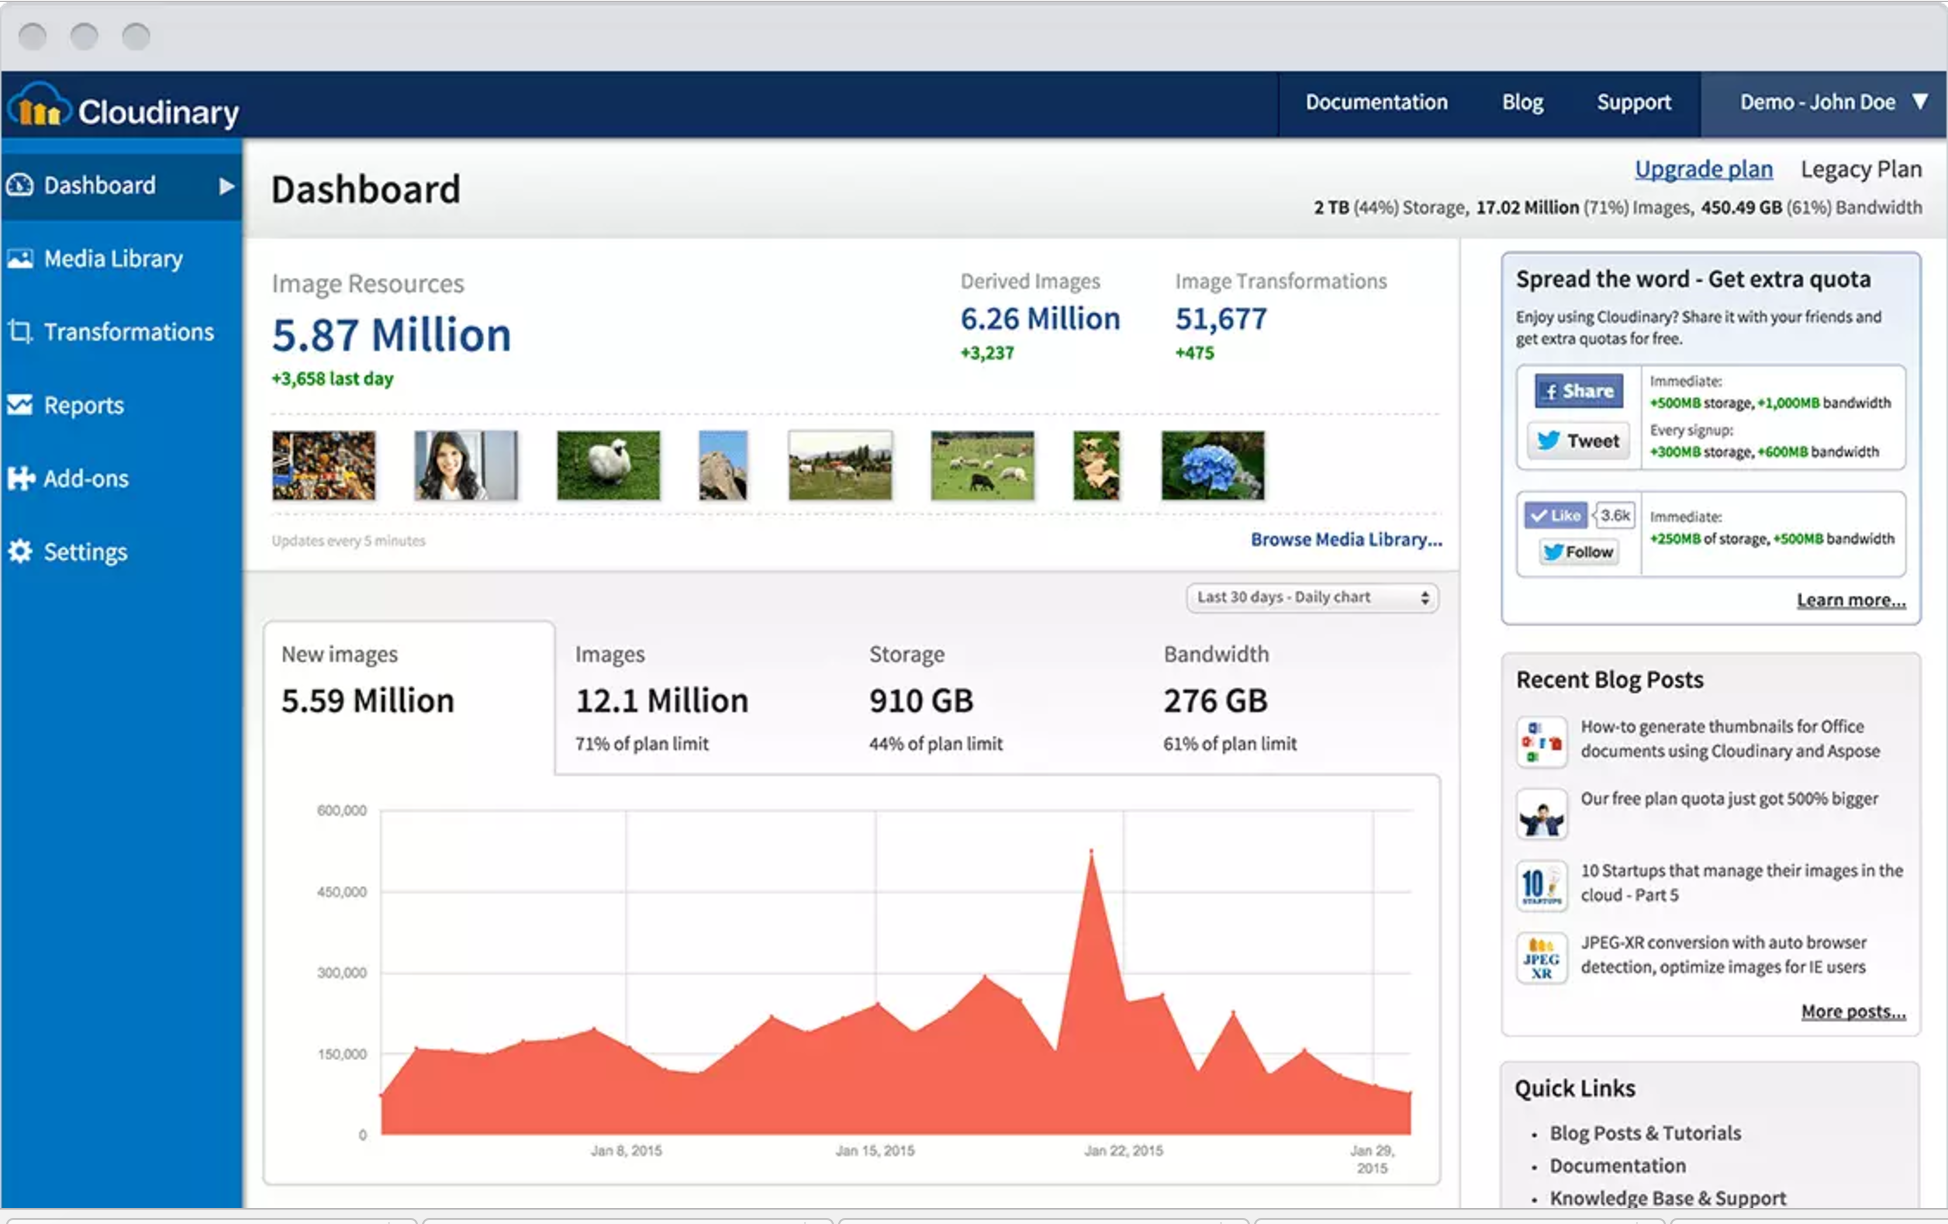 Cloudinary
Documentation
Blog
Support
Demo - John Doe ▼
Dashboard
Media Library
Transformations
Reports
Add-ons
Settings
Dashboard
Upgrade plan Legacy Plan
2 TB (44%) Storage, 17.02 Million (71%) Images, 450.49 GB (61%) Bandwidth
Image Resources
5.87 Million
+3,658 last day
Derived Images
6.26 Million
+3,237
Image Transformations
51,677
+475
Updates every 5 minutes
Browse Media Library...
Last 30 days - Daily chart
New images
5.59 Million
Images
12.1 Million
71% of plan limit
Storage
910 GB
44% of plan limit
Bandwidth
276 GB
61% of plan limit
600,000
450,000
300,000
150,000
0
Jan 8, 2015
Jan 15, 2015
Jan 22, 2015
Jan 29,
2015
Spread the word - Get extra quota
Enjoy using Cloudinary? Share it with your friends and
get extra quotas for free.
f Share
Tweet
Immediate:
+500MB storage, +1,000MB bandwidth
Every signup:
+300MB storage, +600MB bandwidth
Like 3.6k
Follow
Immediate:
+250MB of storage, +500MB bandwidth
Learn more...
Recent Blog Posts
How-to generate thumbnails for Office
documents using Cloudinary and Aspose
Our free plan quota just got 500% bigger
10
STARTUPS
10 Startups that manage their images in the
cloud - Part 5
JPEG
XR
JPEG-XR conversion with auto browser
detection, optimize images for IE users
More posts...
Quick Links
• Blog Posts & Tutorials
• Documentation
• Knowledge Base & Support